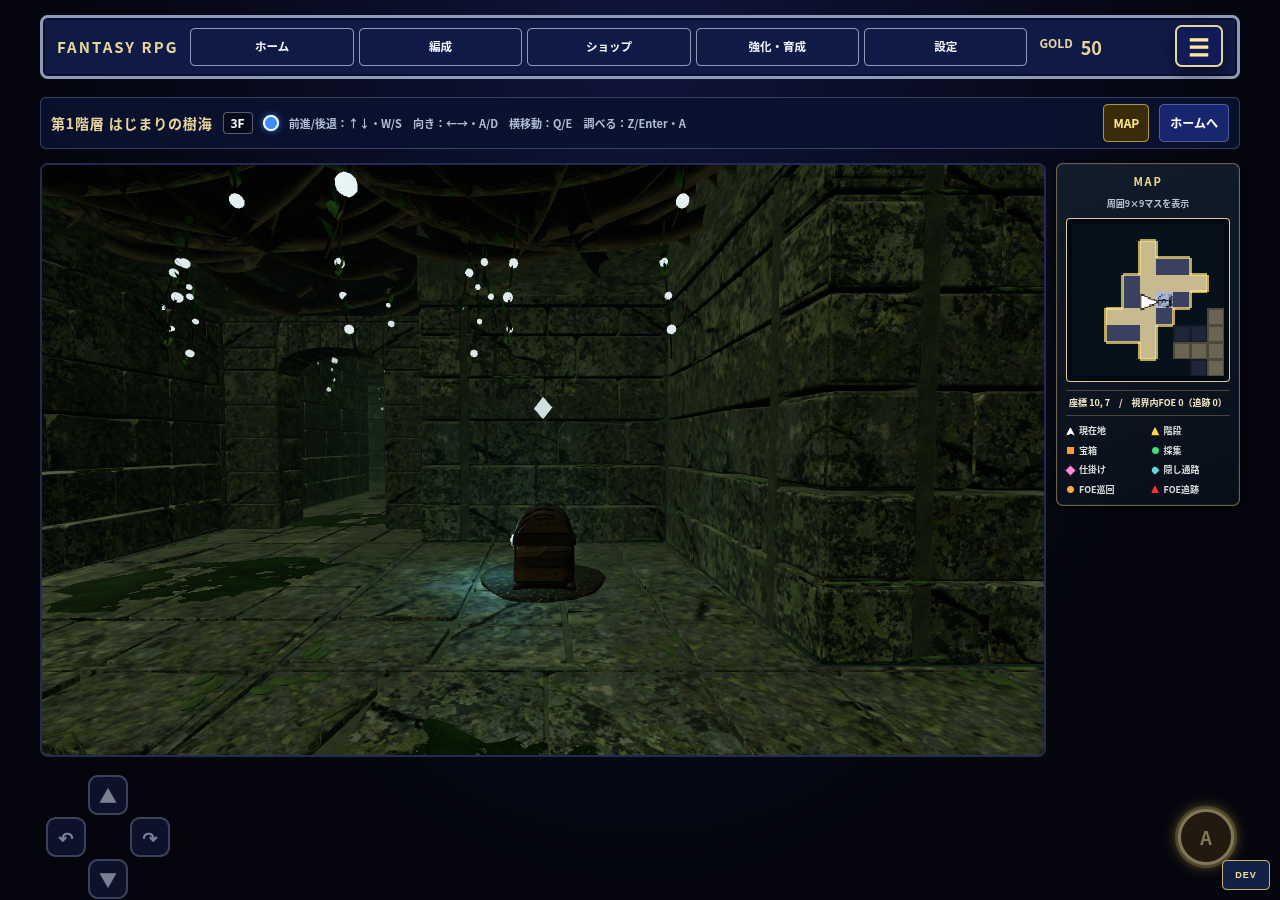 FANTASY RPG
ホーム
編成
ショップ
強化・育成
設定
GOLD 50
第1階層 はじまりの樹海
3F
前進/後退：↑↓・W/S 向き：←→・A/D 横移動：Q/E 調べる：Z/Enter・A
MAP
ホームへ
MAP
周囲9×9マスを表示
座標 10, 7 / 視界内FOE 0（追跡 0）
現在地
階段
宝箱
採集
仕掛け
隠し通路
FOE巡回
FOE追跡
A
DEV